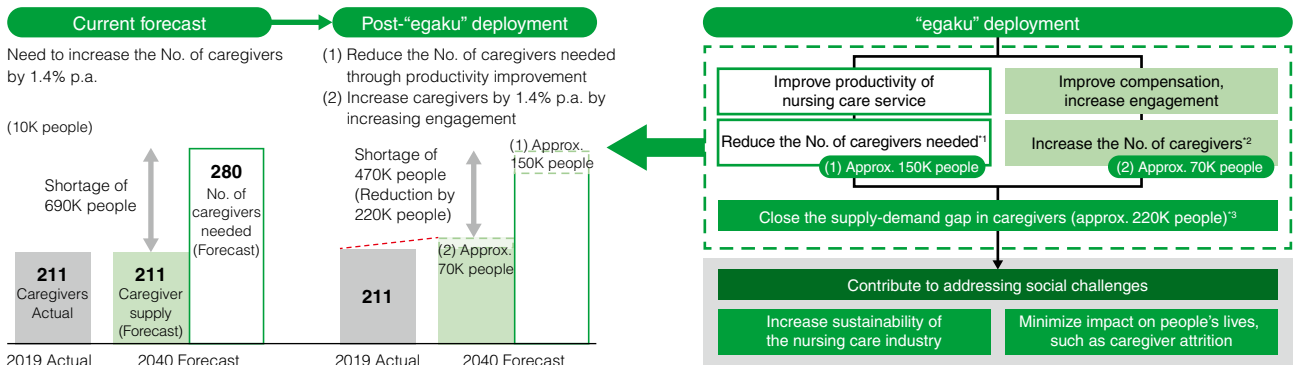 Current forecast
Need to increase the No. of caregivers
by 1.4% p.a.
(10K people)
Shortage of
690K people
280
No. of
caregivers
needed
(Forecast)
211
Caregivers
Actual
211
Caregiver
supply
(Forecast)
2019 Actual
2040 Forecast
Post-“egaku” deployment
(1) Reduce the No. of caregivers needed
through productivity improvement
(2) Increase caregivers by 1.4% p.a. by
increasing engagement
Shortage of
470K people
(Reduction by
220K people)
(1) Approx.
150K people
(2) Approx.
70K people
211
2019 Actual
2040 Forecast
“egaku” deployment
Improve productivity of
nursing care service
Reduce the No. of caregivers needed*1
(1) Approx. 150K people
Improve compensation,
increase engagement
Increase the No. of caregivers*2
(2) Approx. 70K people
Close the supply-demand gap in caregivers (approx. 220K people)*3
Contribute to addressing social challenges
Increase sustainability of
the nursing care industry
Minimize impact on people’s lives,
such as caregiver attrition